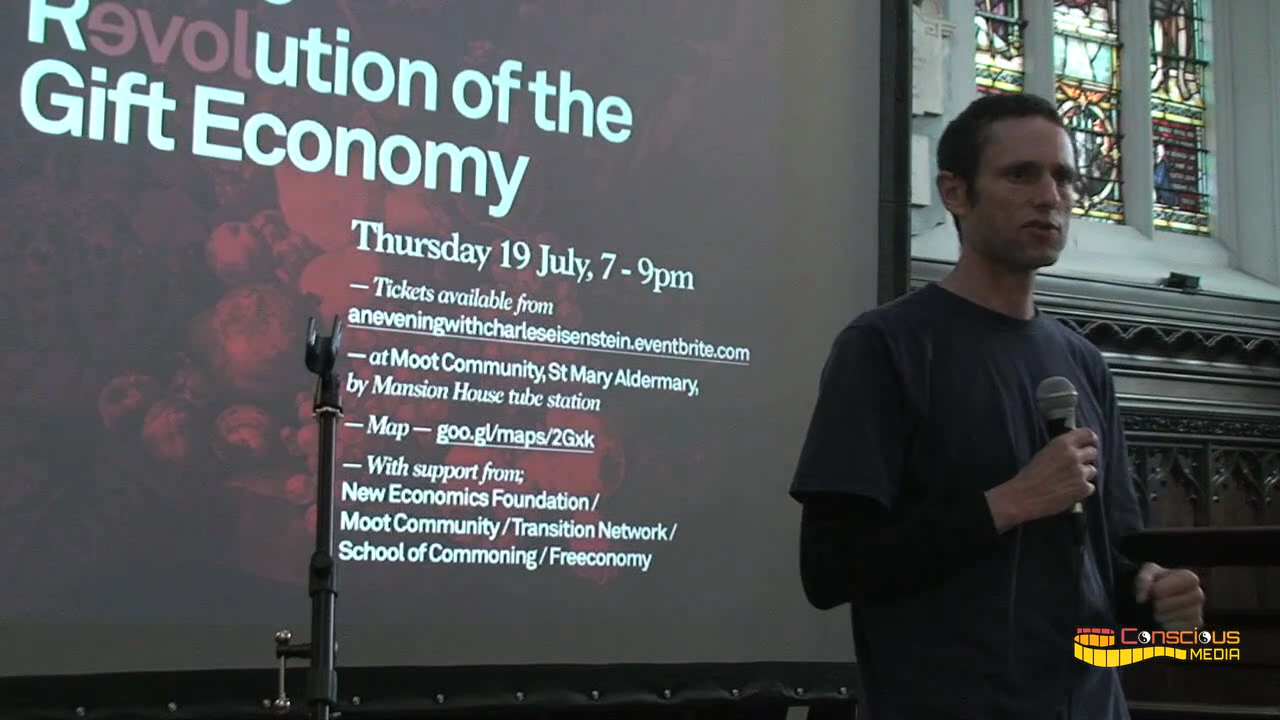 Revolution of the
Gift Economy
Thursday 19 July, 7 - 9pm
— Tickets available from
aneveningwithcharleseisenstein.eventbrite.com
— at Moot Community, St Mary Aldermary,
by Mansion House tube station
— Map — goo.gl/maps/2Gxk
— With support from;
New Economics Foundation /
Moot Community / Transition Network /
School of Commoning / Freeconomy
Conscious
MEDIA